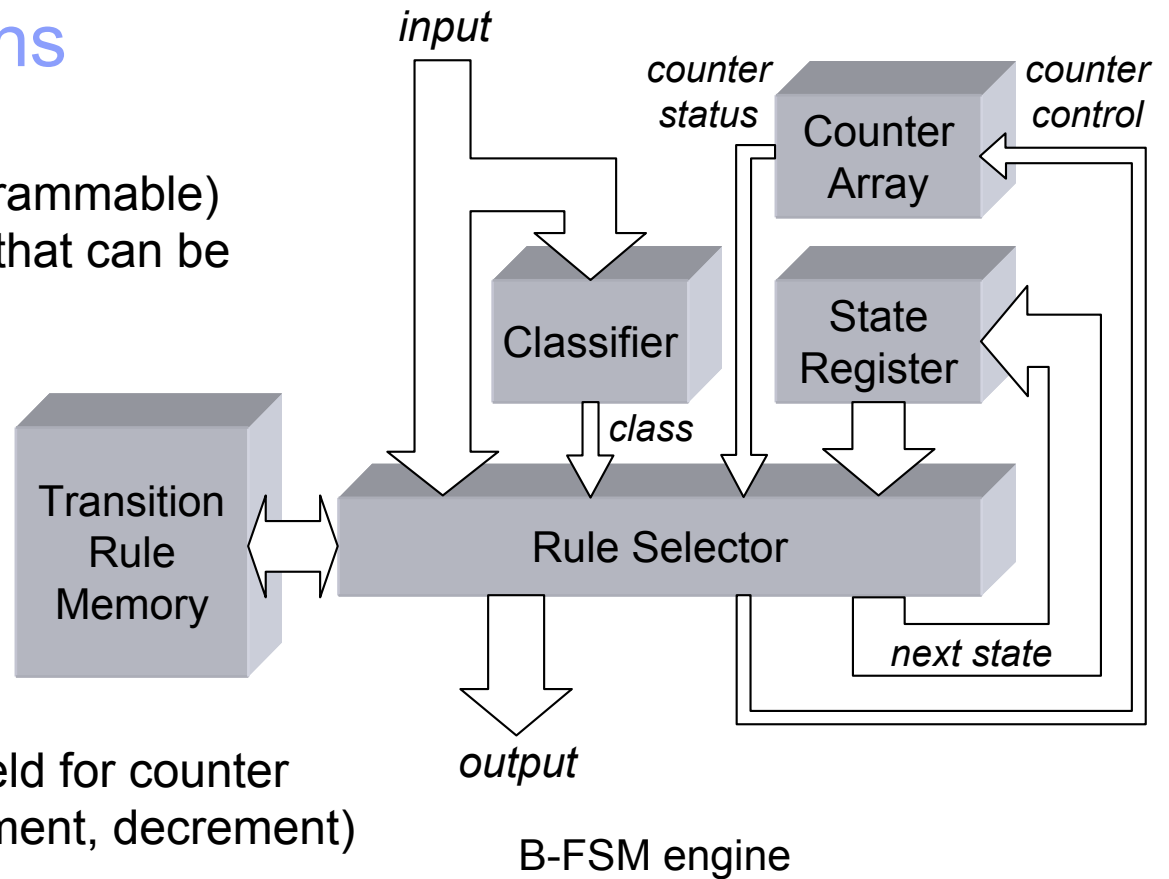 ns
input
counter
status
counter
control
Counter
Array
rammable)
that can be
Classifier
State
Register
class
Transition
Rule
Memory
Rule Selector
next state
output
eld for counter
ment, decrement)
B-FSM engine